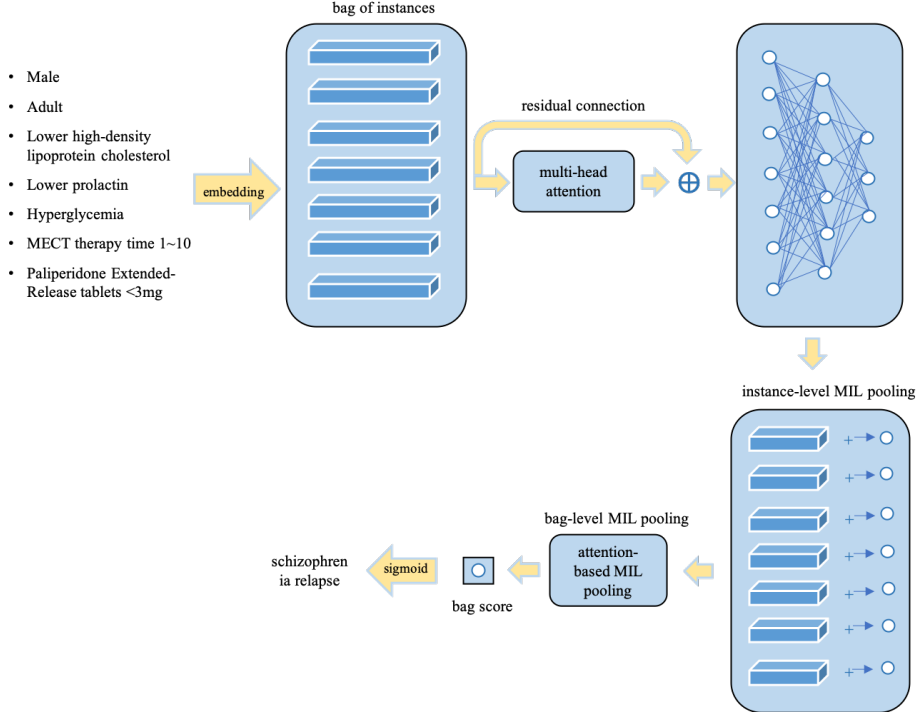 bag of instances
• Male
• Adult
• Lower high-density
lipoprotein cholesterol
• Lower prolactin
• Hyperglycemia
• MECT therapy time 1~10
• Paliperidone Extended-
Release tablets <3mg
embedding
residual connection
multi-head
attention
instance-level MIL pooling
+
+
+
+
+
+
+
bag-level MIL pooling
attention-
based MIL
pooling
bag score
sigmoid
schizophren
ia relapse